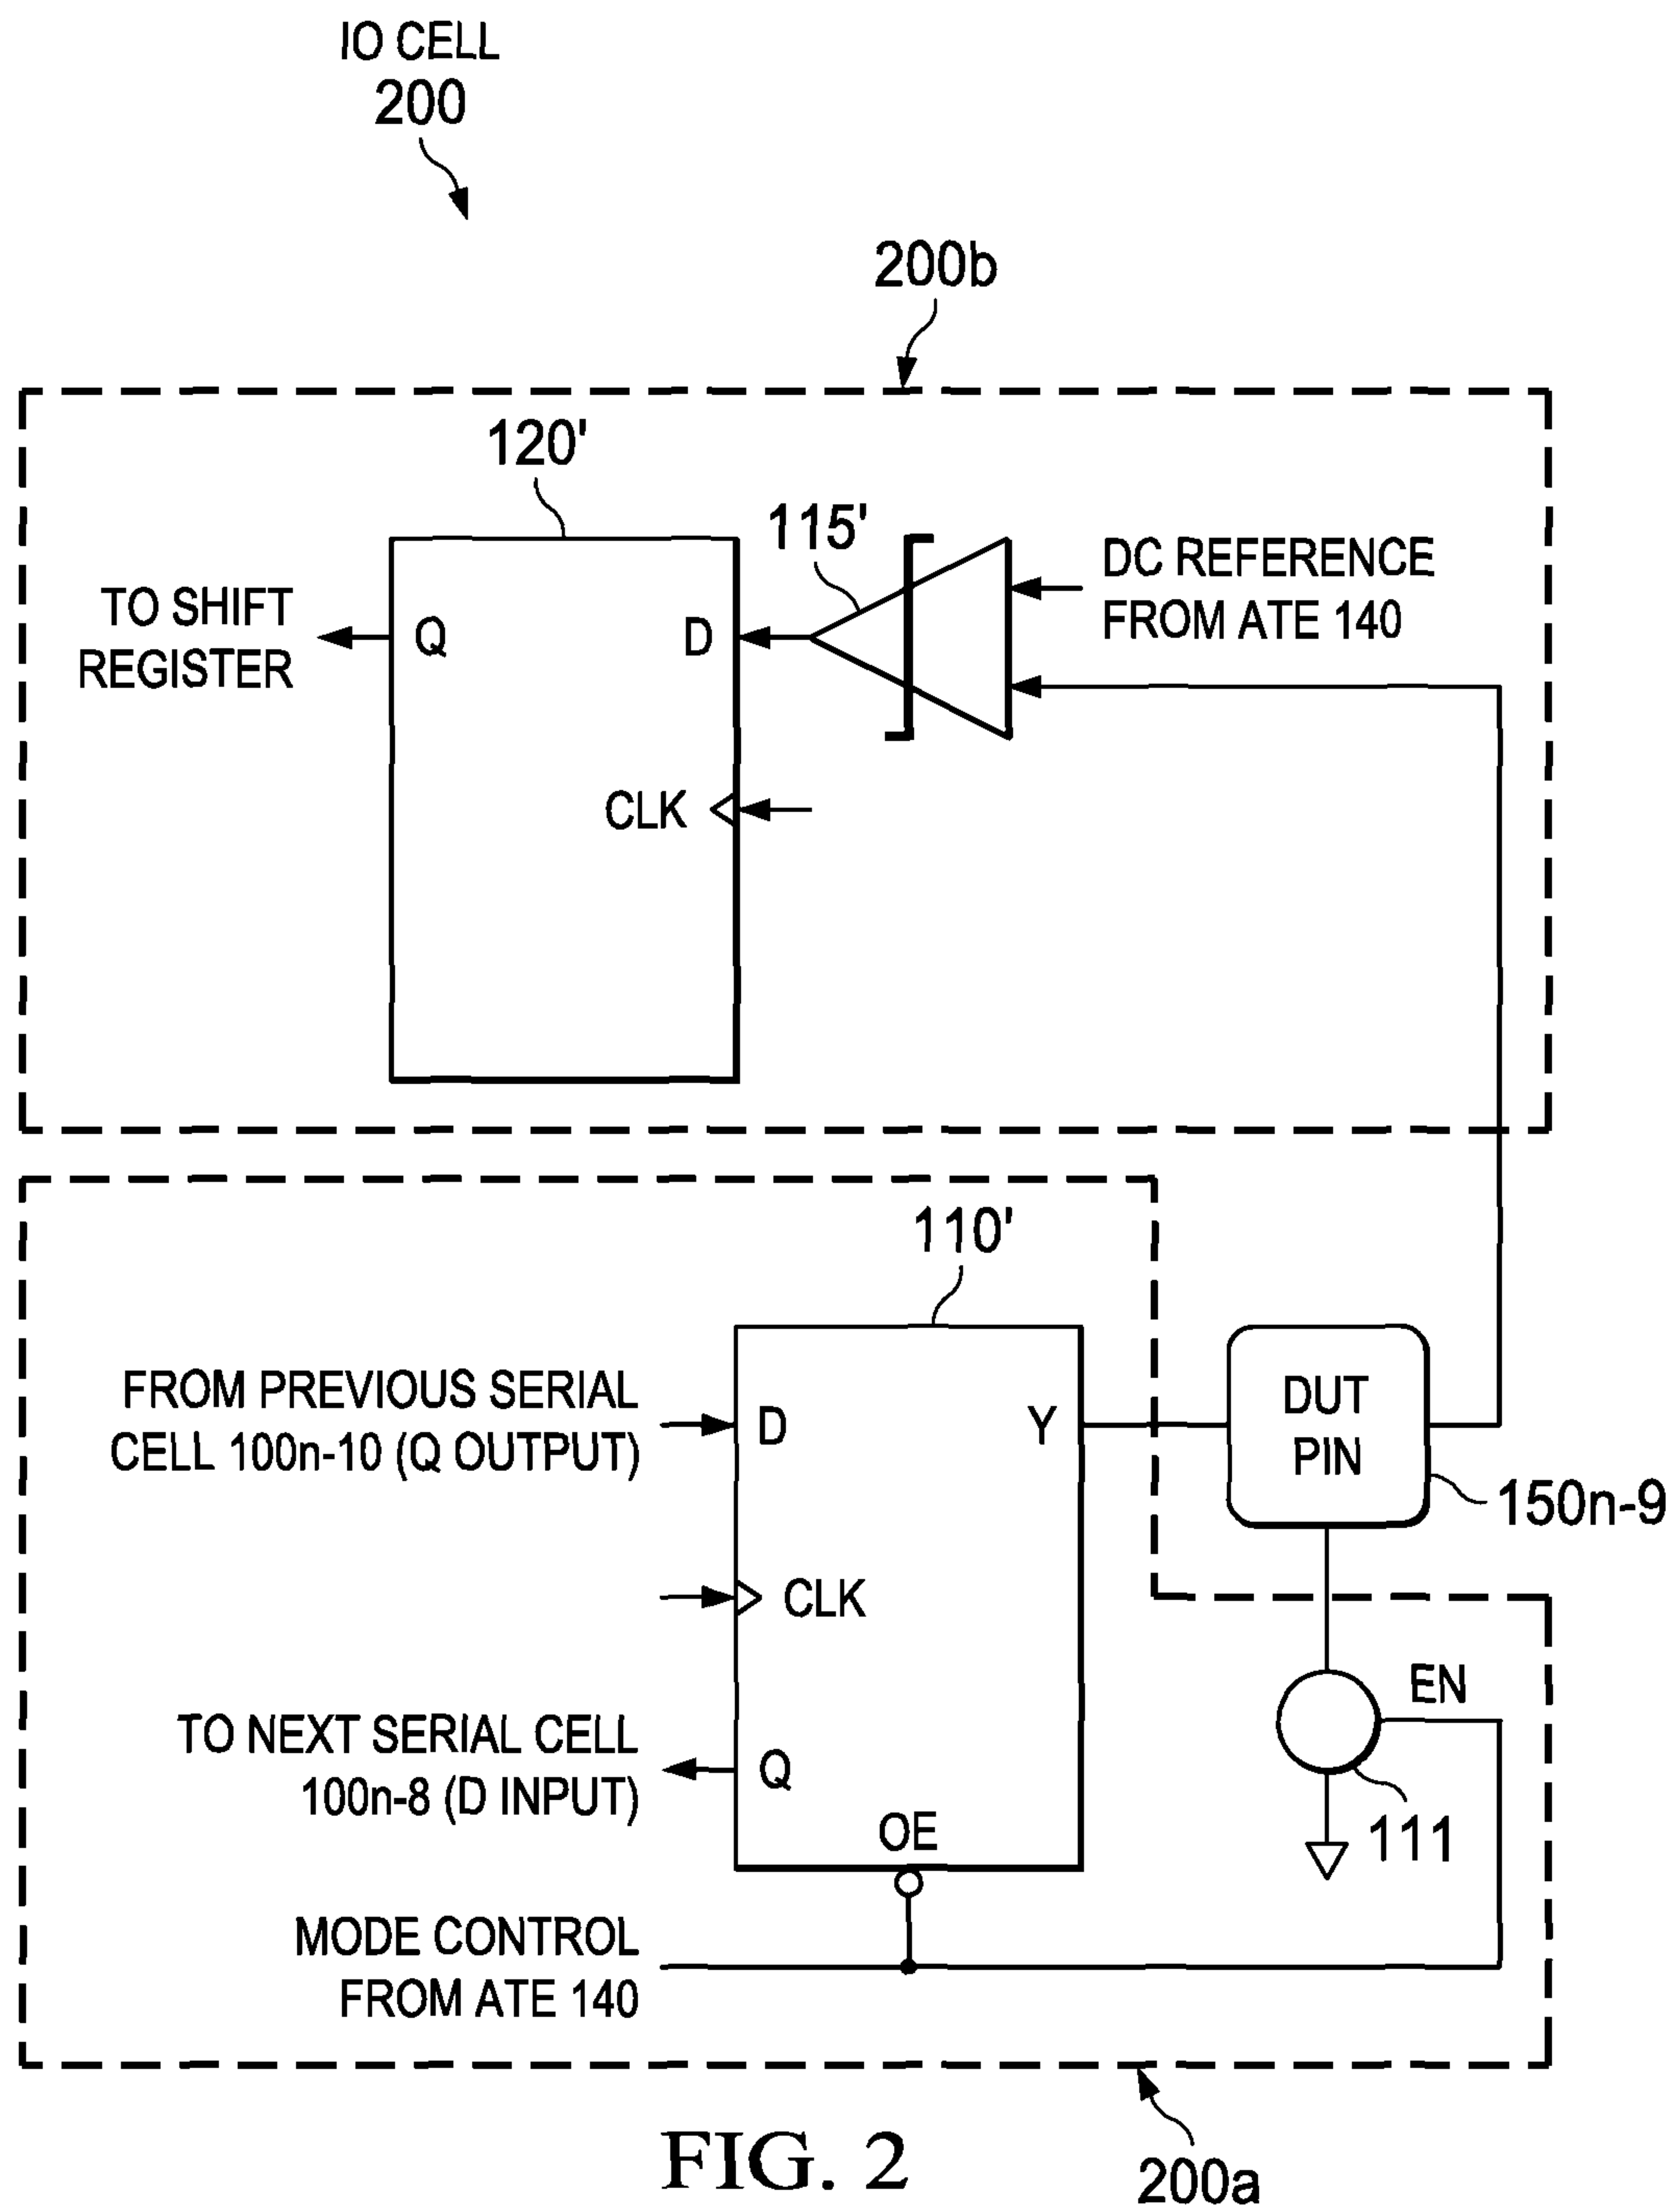 IO CELL
200
200b
120'
115'
DC REFERENCE
FROM ATE 140
TO SHIFT
REGISTER
Q
D
CLK
110'
FROM PREVIOUS SERIAL
CELL 100n-10 (Q OUTPUT)
D
Y
DUT
PIN
150n-9
CLK
EN
TO NEXT SERIAL CELL
100n-8 (D INPUT)
Q
OE
111
MODE CONTROL
FROM ATE 140
FIG. 2
200a